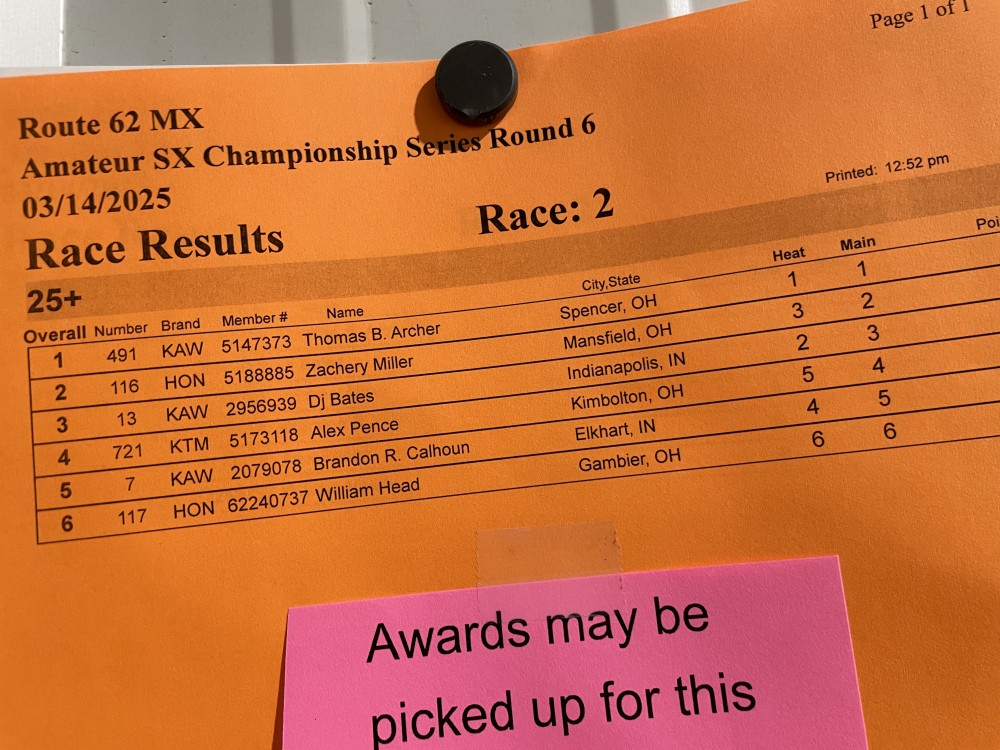 Page 1 of 1
Route 62 MX
Amateur SX Championship Series Round 6
03/14/2025
Printed: 12:52 pm
Race Results Race: 2
25+
Overall Number Brand Member # Name City,State Heat Main Poi
1 491 KAW 5147373 Thomas B. Archer Spencer, OH 1 1
2 116 HON 5188885 Zachery Miller Mansfield, OH 3 2
3 13 KAW 2956939 Dj Bates Indianapolis, IN 2 3
4 721 KTM 5173118 Alex Pence Kimbolton, OH 5 4
5 7 KAW 2079078 Brandon R. Calhoun Elkhart, IN 4 5
6 117 HON 62240737 William Head Gambier, OH 6 6
Awards may be
picked up for this